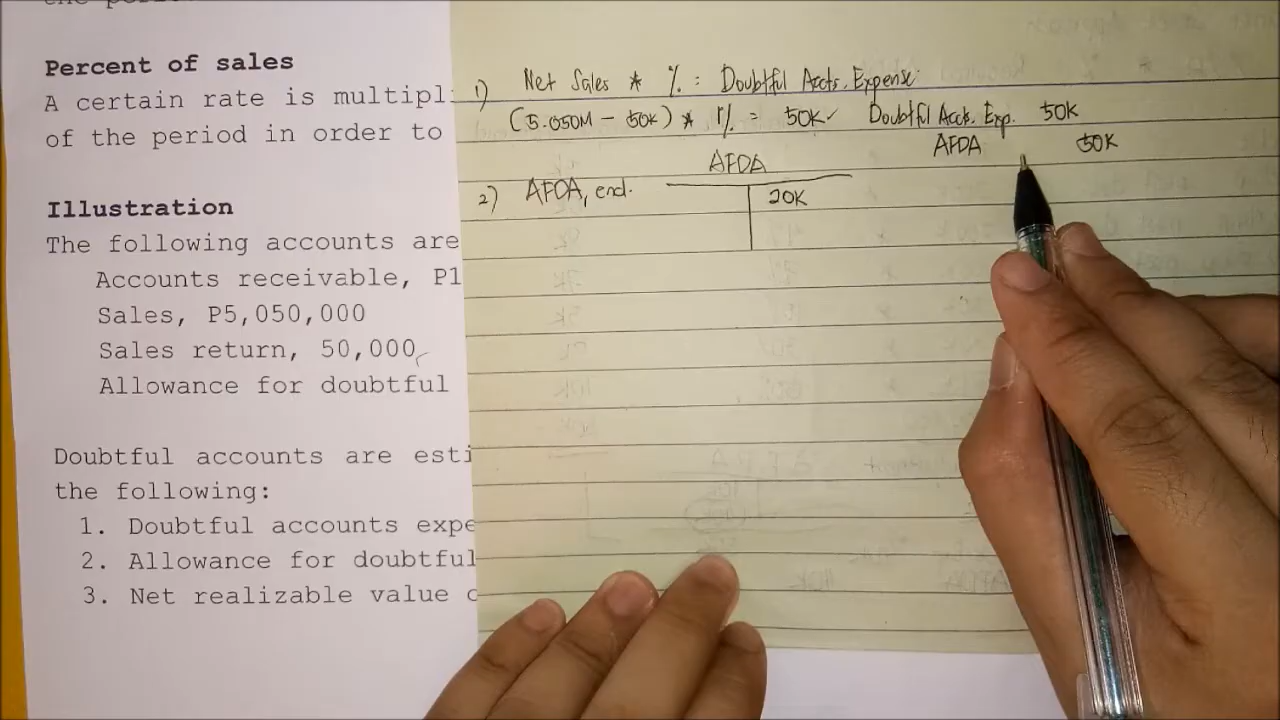 Percent of sales
A certain rate is multipl
of the period in order to
Illustration
The following accounts are
Accounts receivable, P1
Sales, P5,050,000
Sales return, 50,000
Allowance for doubtful
Doubtful accounts are esti
the following:
1. Doubtful accounts expe
2. Allowance for doubtful
3. Net realizable value o
1) Net Sales * % = Doubtful Accts. Expense
(5.050M - 50K) * 1% = 50K✓ Doubtful Accts. Exp. 50K
AFDA 50K
AFDA
2) AFDA, end. 20K